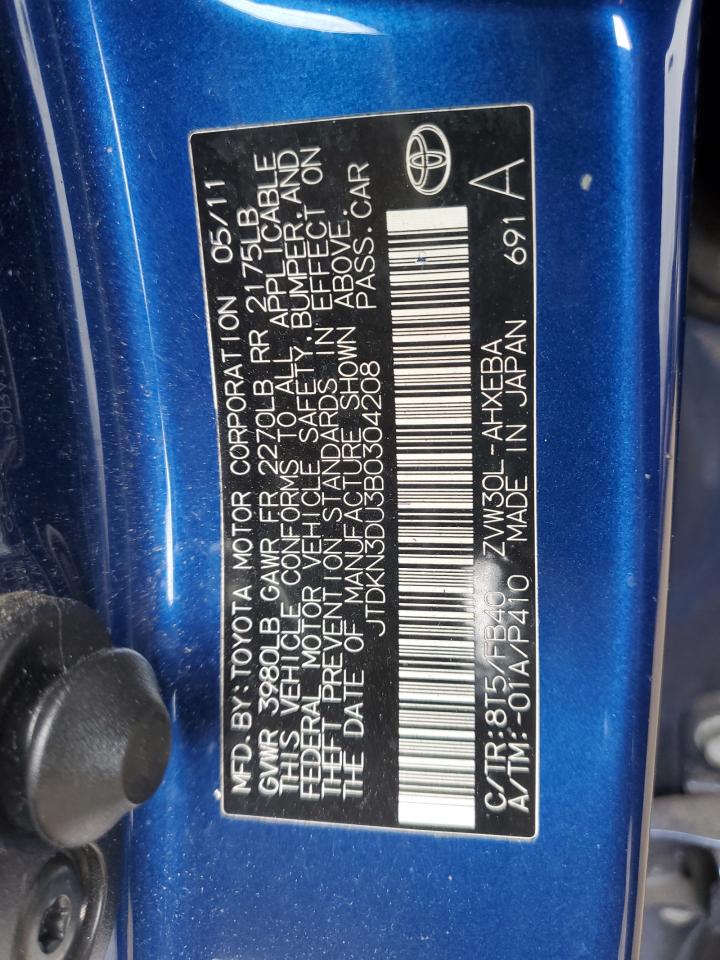 MFD. BY: TOYOTA MOTOR CORPORATION 05/11
GVWR 3980LB GAWR FR 2270LB RR 2175LB
THIS VEHICLE CONFORMS TO ALL APPLICABLE
FEDERAL MOTOR VEHICLE SAFETY, BUMPER, AND
THEFT PREVENTION STANDARDS IN EFFECT ON
THE DATE OF MANUFACTURE SHOWN ABOVE.
JTDKN3DU3B0304208 PASS. CAR
C/TR: 8T5/FB40 ZVW30L-AHXEBA 691
A/TM: -01A/P410 MADE IN JAPAN A